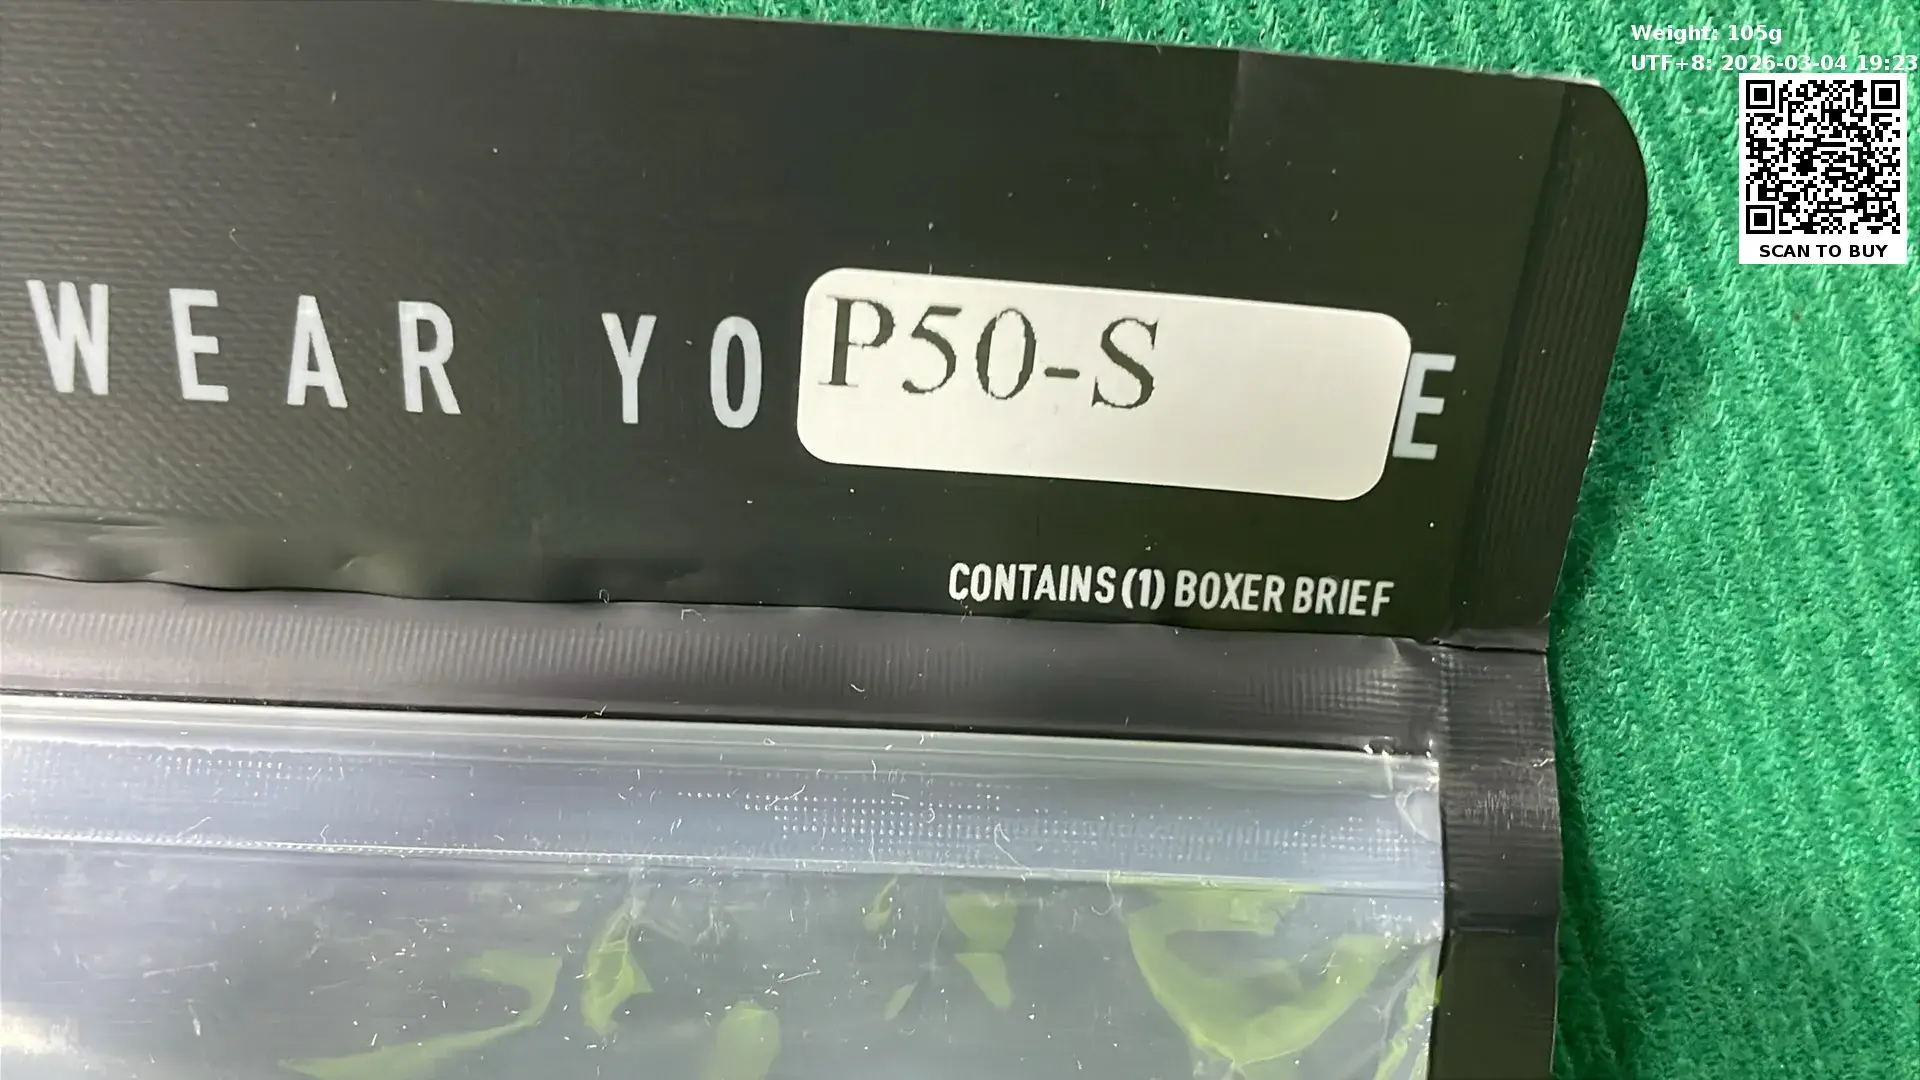 Weight: 105g
UTF+8: 2026-03-04 19:23
SCAN TO BUY
WEAR YO E
P50-S
CONTAINS (1) BOXER BRIEF